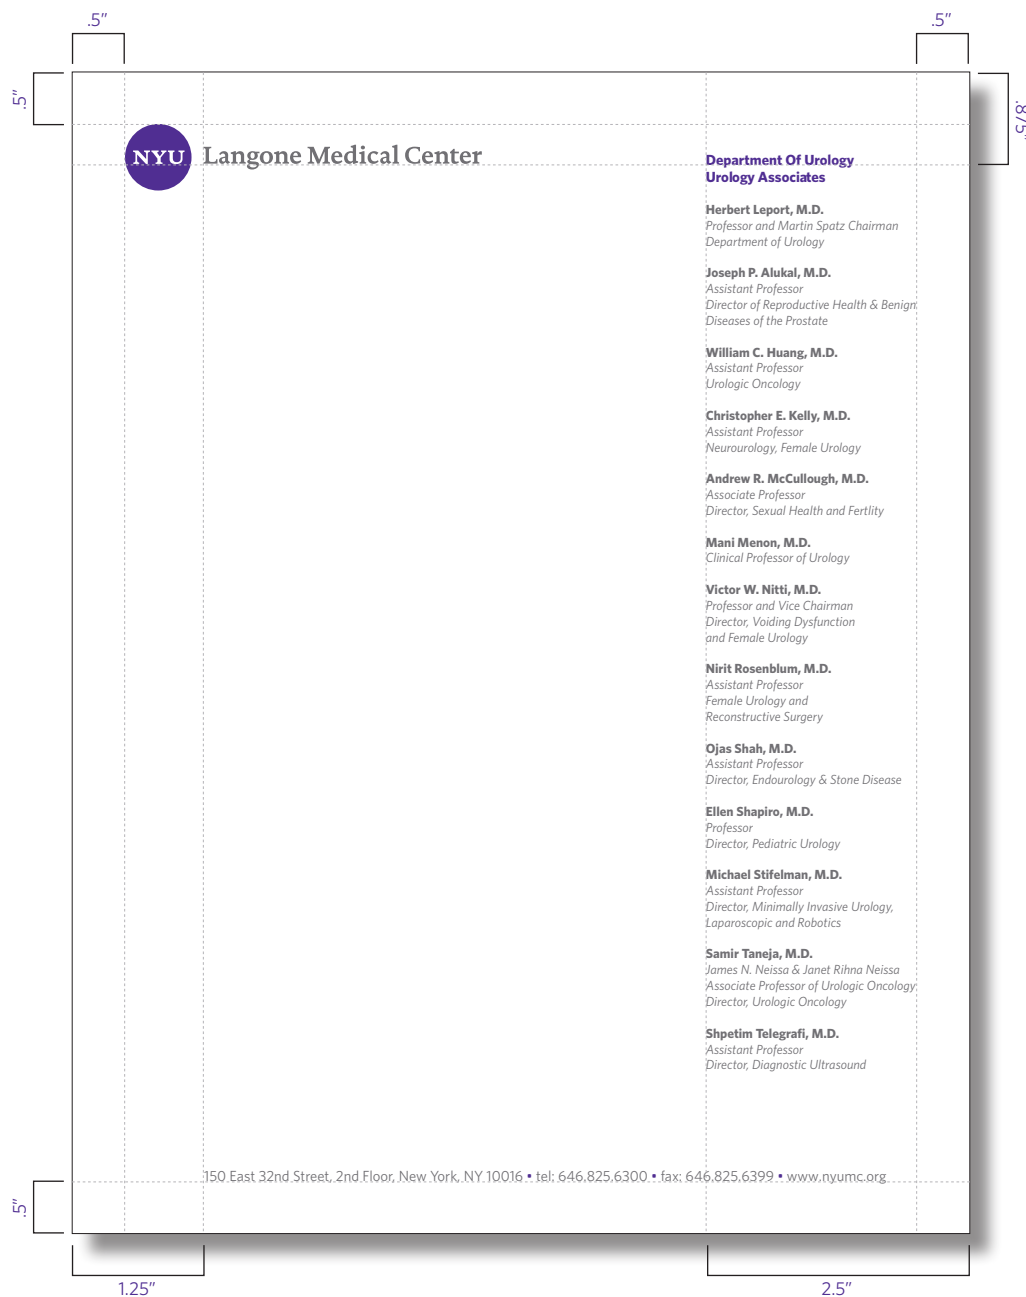 .5”
.5”
.5”
.875”
NYU Langone Medical Center
Department Of Urology
Urology Associates
Herbert Leport, M.D.
Professor and Martin Spatz Chairman
Department of Urology
Joseph P. Alukal, M.D.
Assistant Professor
Director of Reproductive Health & Benign
Diseases of the Prostate
William C. Huang, M.D.
Assistant Professor
Urologic Oncology
Christopher E. Kelly, M.D.
Assistant Professor
Neurourology, Female Urology
Andrew R. McCullough, M.D.
Associate Professor
Director, Sexual Health and Fertlity
Mani Menon, M.D.
Clinical Professor of Urology
Victor W. Nitti, M.D.
Professor and Vice Chairman
Director, Voiding Dysfunction
and Female Urology
Nirit Rosenblum, M.D.
Assistant Professor
Female Urology and
Reconstructive Surgery
Ojas Shah, M.D.
Assistant Professor
Director, Endourology & Stone Disease
Ellen Shapiro, M.D.
Professor
Director, Pediatric Urology
Michael Stifelman, M.D.
Assistant Professor
Director, Minimally Invasive Urology,
Laparoscopic and Robotics
Samir Taneja, M.D.
James N. Neissa & Janet Rihna Neissa
Associate Professor of Urologic Oncology
Director, Urologic Oncology
Shpetim Telegrafi, M.D.
Assistant Professor
Director, Diagnostic Ultrasound
150 East 32nd Street, 2nd Floor, New York, NY 10016 • tel: 646.825.6300 • fax: 646.825.6399 • www.nyumc.org
.5”
1.25”
2.5”